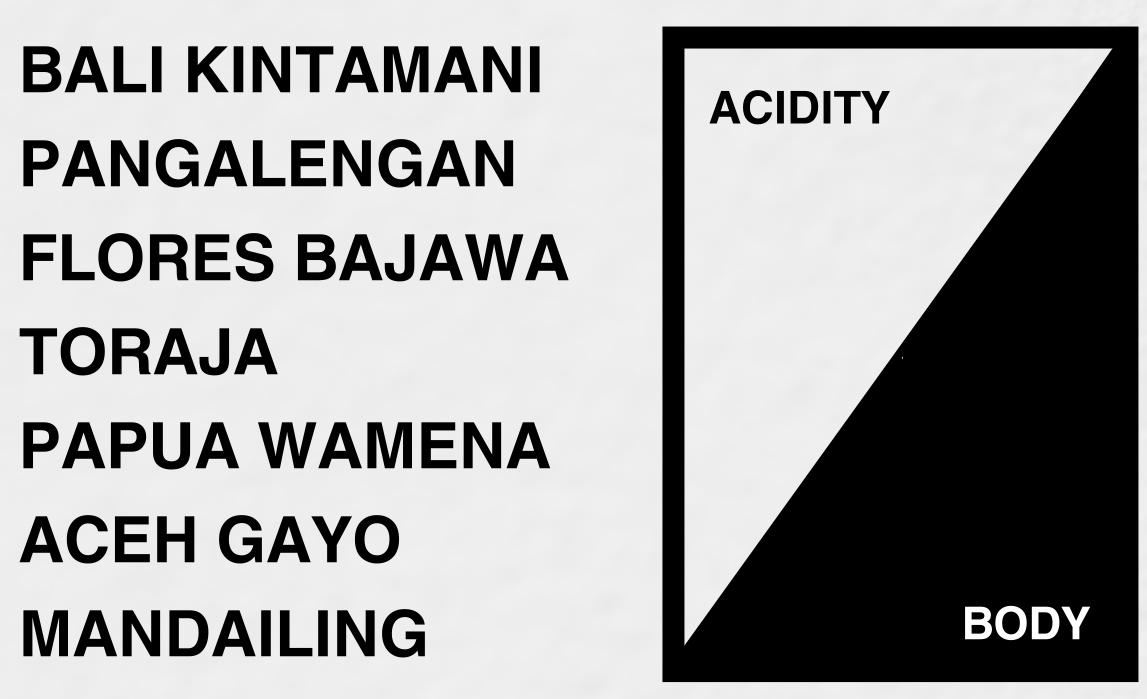 BALI KINTAMANI
PANGALENGAN
FLORES BAJAWA
TORAJA
PAPUA WAMENA
ACEH GAYO
MANDAILING
ACIDITY
BODY